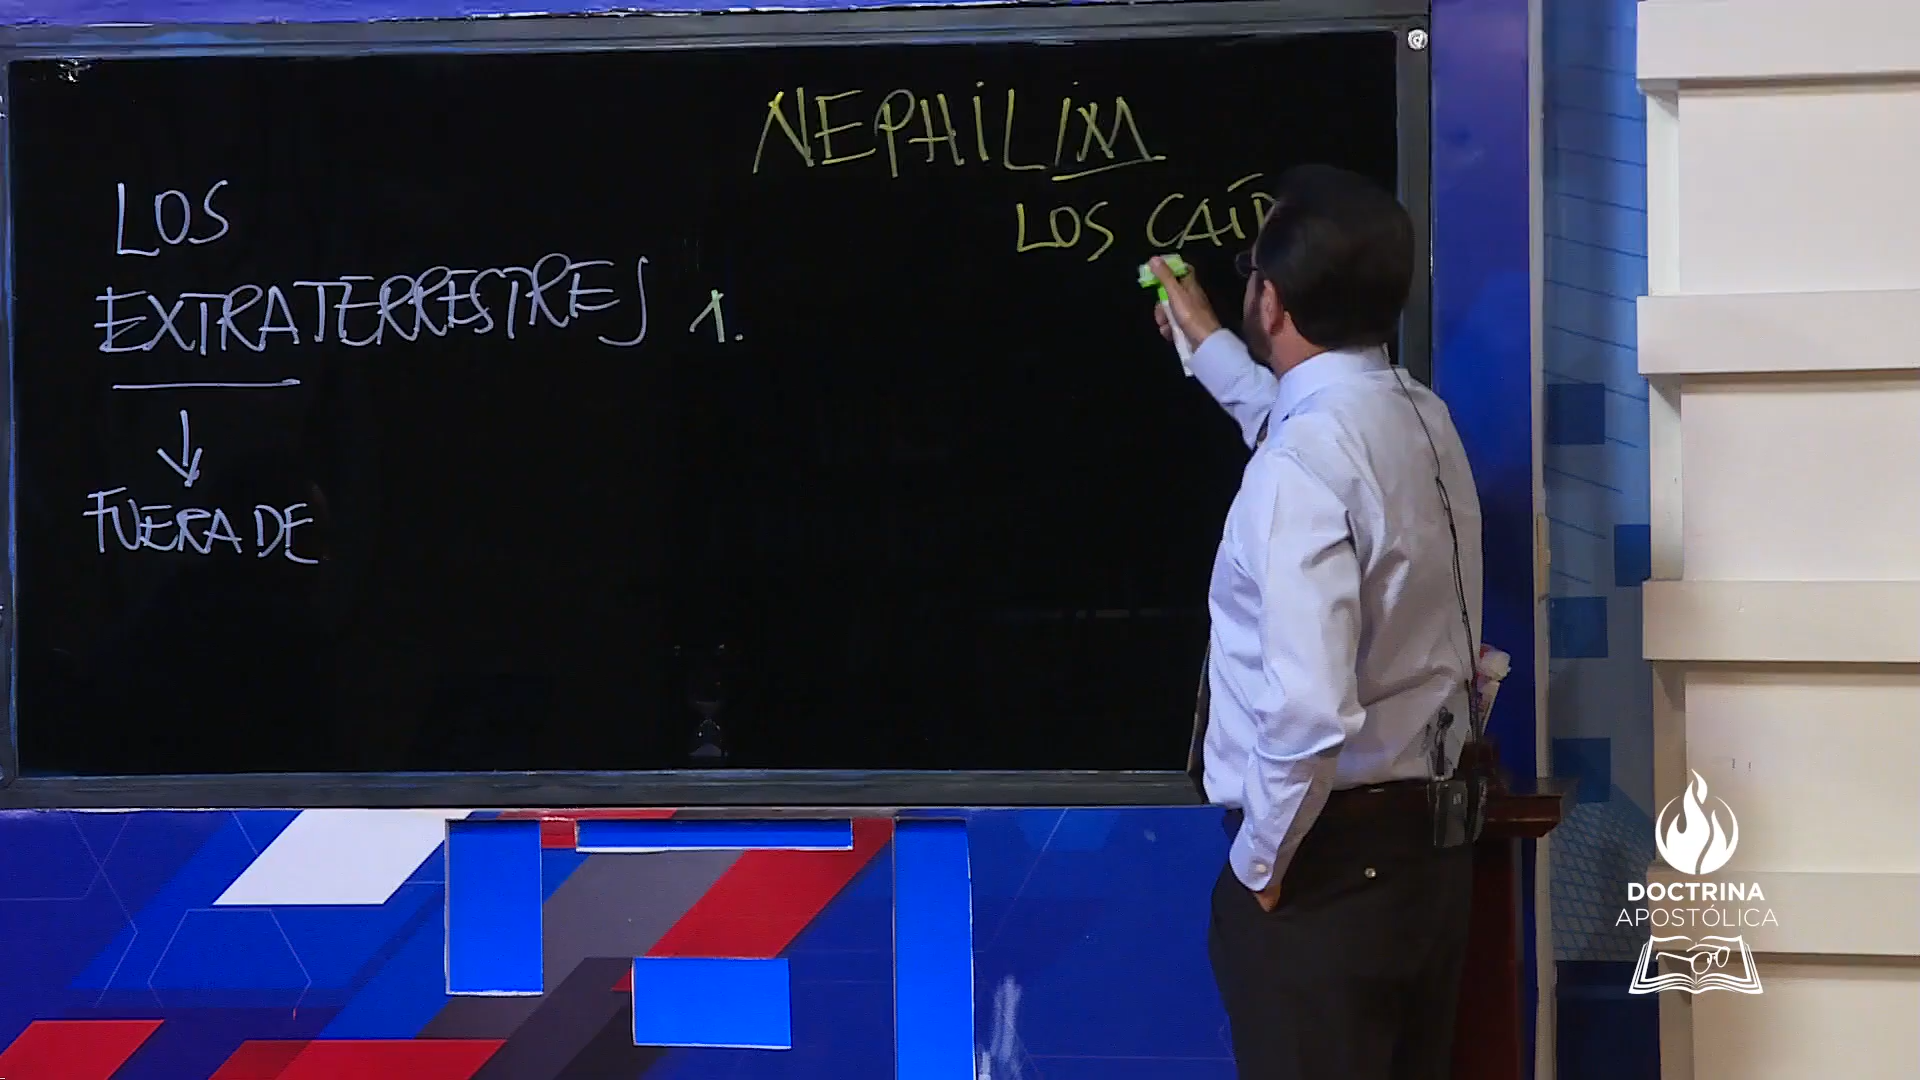 NEPHILIM
LOS
LOS
EXTRATERRESTRES 1.
FUERA DE
DOCTRINA
APOSTÓLICA